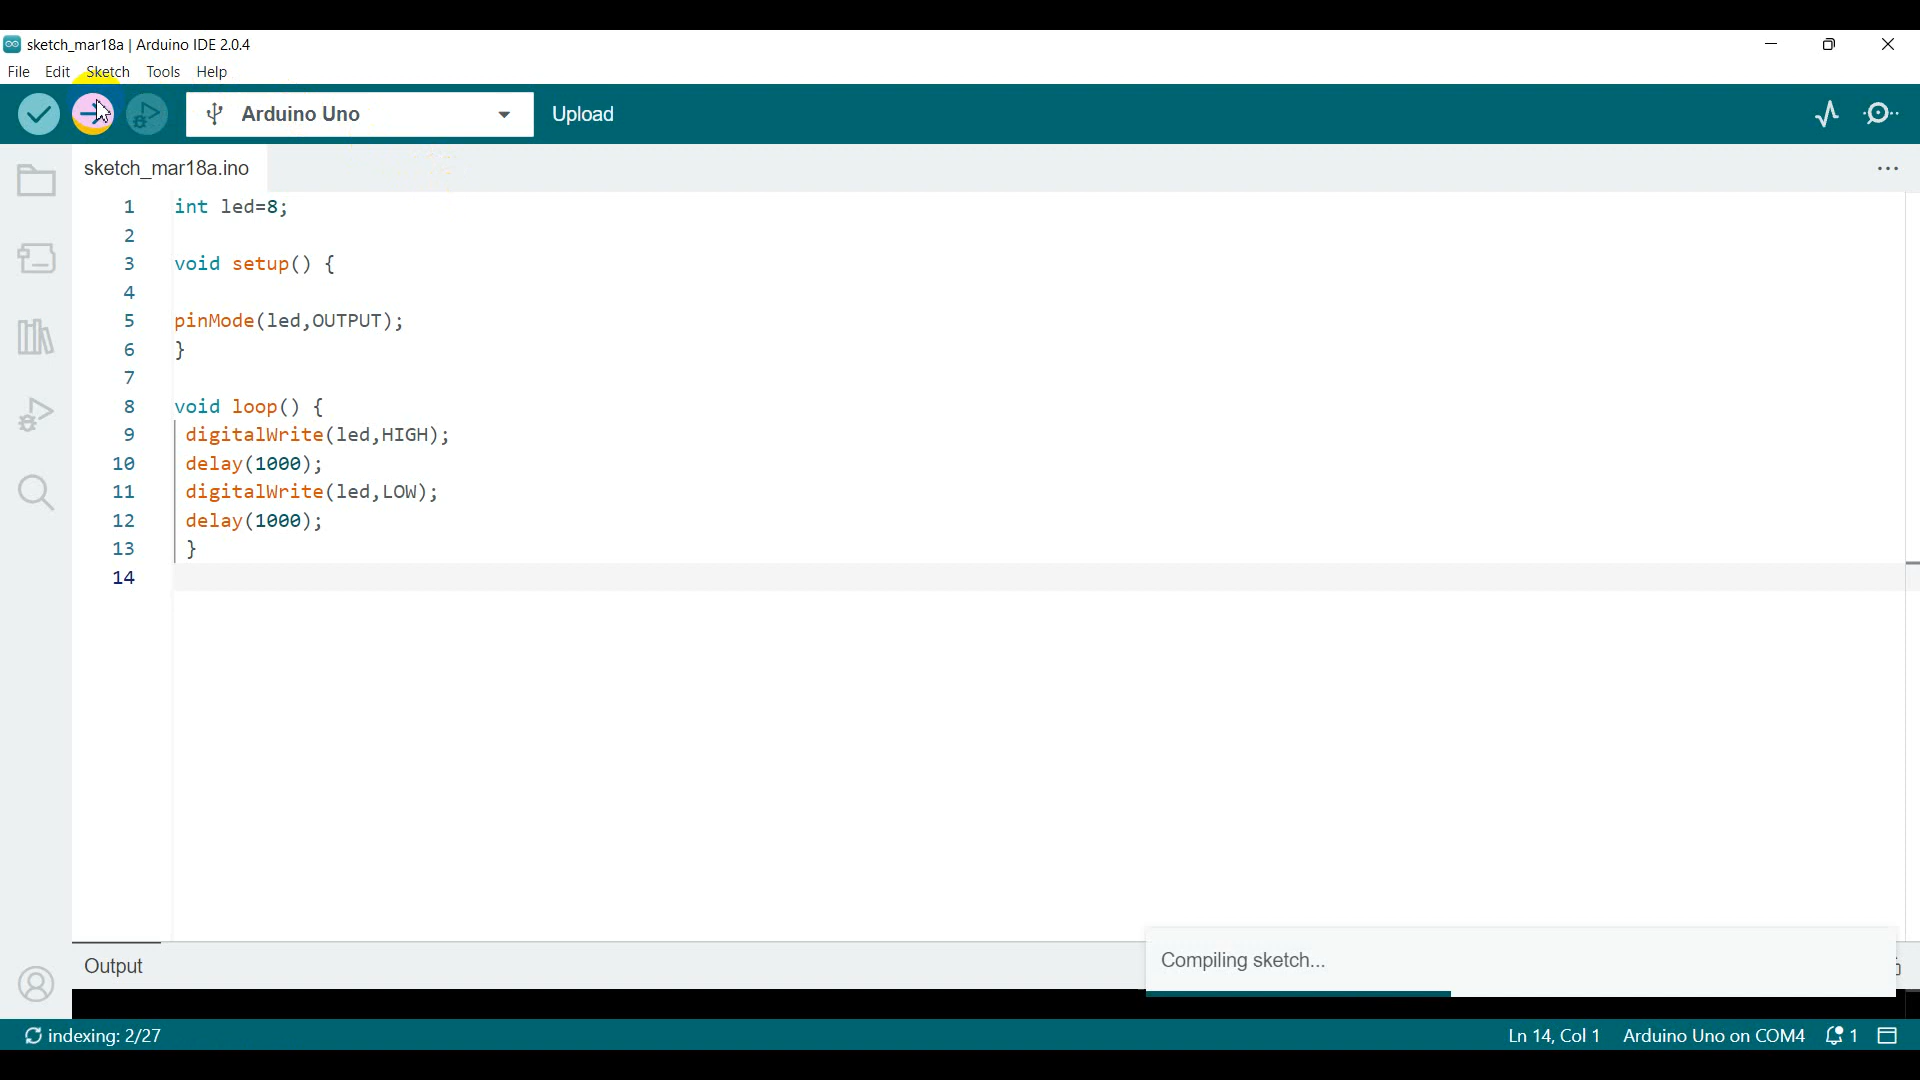 sketch_mar18a | Arduino IDE 2.0.4
File Edit Sketch Tools Help
Arduino Uno Upload
sketch_mar18a.ino
1 int led=8;
2
3 void setup() {
4
5 pinMode(led,OUTPUT);
6 }
7
8 void loop() {
9 digitalWrite(led,HIGH);
10 delay(1000);
11 digitalWrite(led,LOW);
12 delay(1000);
13 }
14
Output
Compiling sketch...
indexing: 2/27 Ln 14, Col 1 Arduino Uno on COM4 1